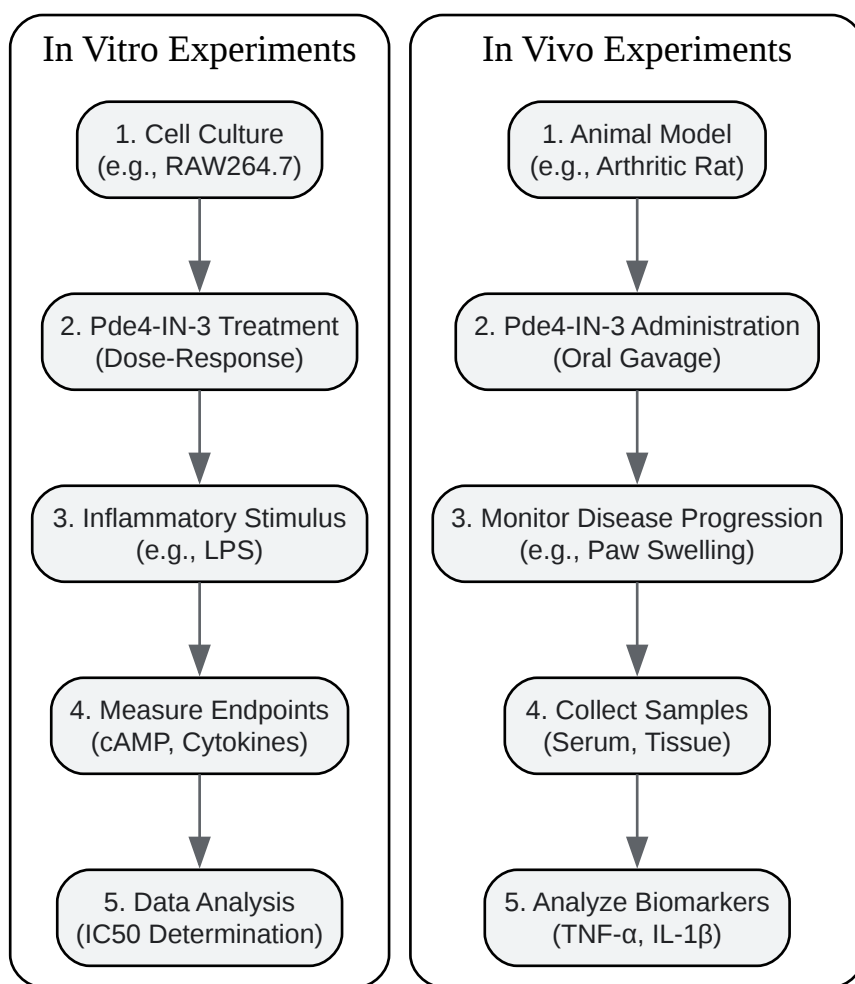 In Vitro Experiments
1. Cell Culture
(e.g., RAW264.7)
2. Pde4-IN-3 Treatment
(Dose-Response)
3. Inflammatory Stimulus
(e.g., LPS)
4. Measure Endpoints
(cAMP, Cytokines)
5. Data Analysis
(IC50 Determination)
In Vivo Experiments
1. Animal Model
(e.g., Arthritic Rat)
2. Pde4-IN-3 Administration
(Oral Gavage)
3. Monitor Disease Progression
(e.g., Paw Swelling)
4. Collect Samples
(Serum, Tissue)
5. Analyze Biomarkers
(TNF-α, IL-1β)